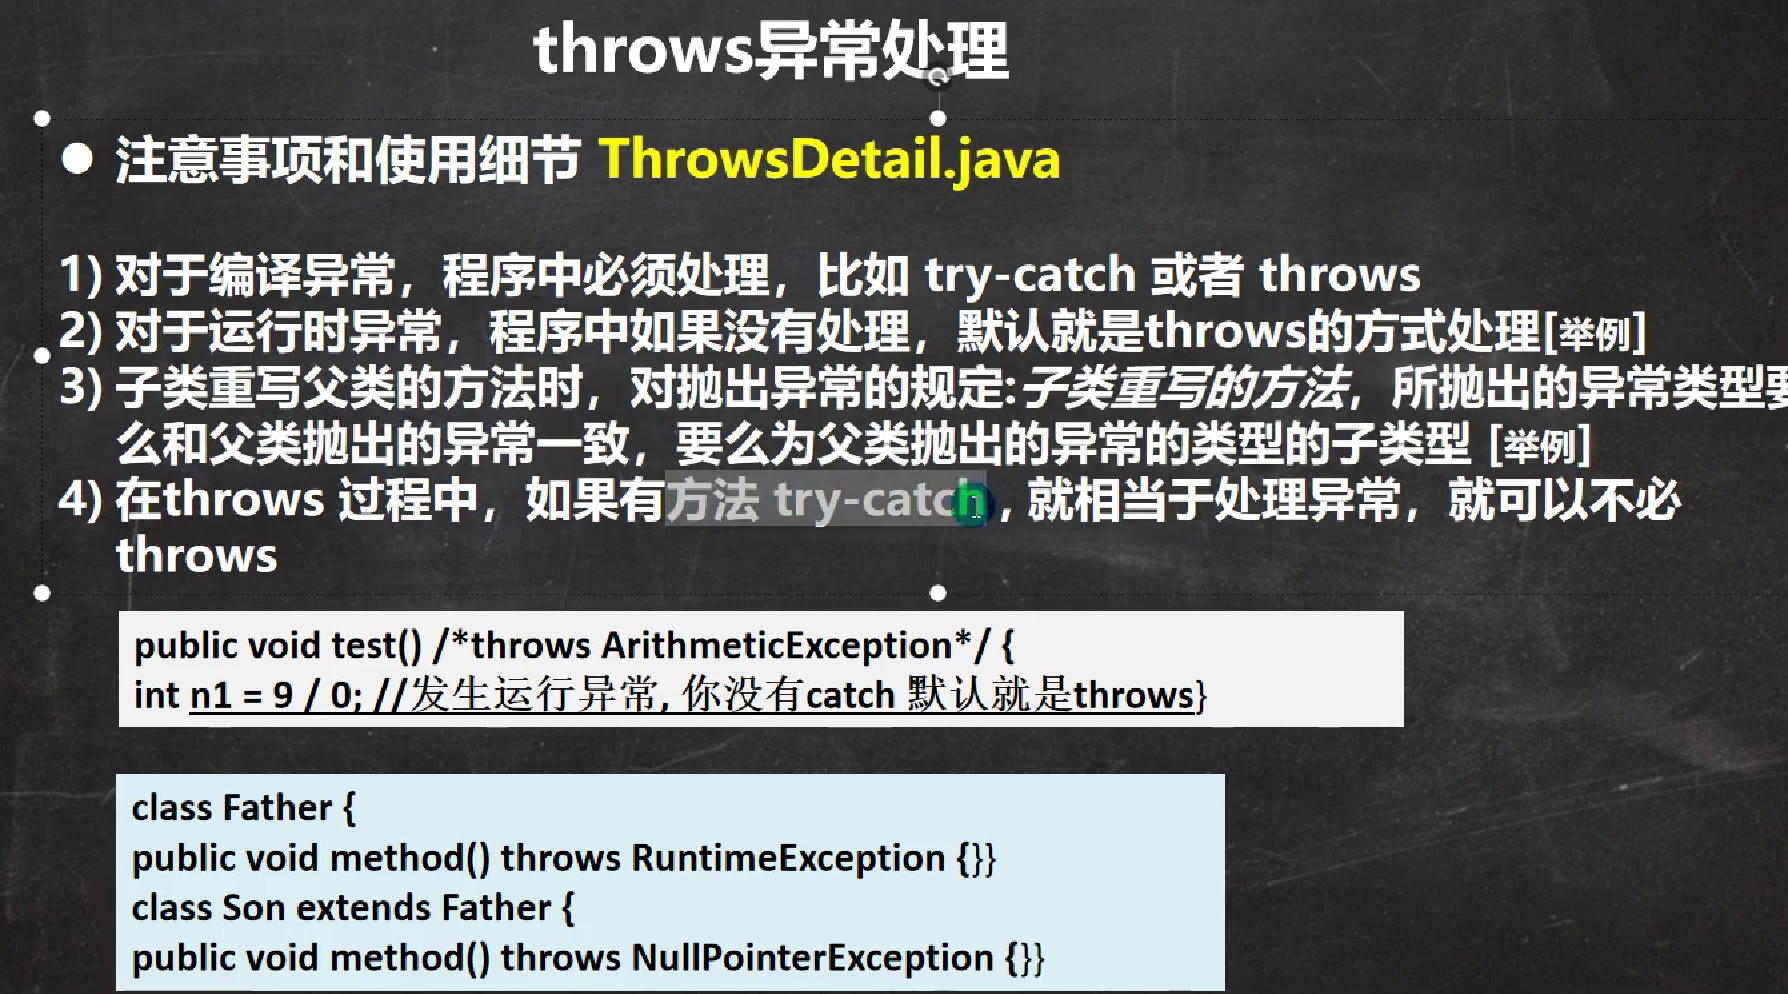 throws异常处理
● 注意事项和使用细节 ThrowsDetail.java
1) 对于编译异常，程序中必须处理，比如 try-catch 或者 throws
2) 对于运行时异常，程序中如果没有处理，默认就是throws的方式处理[举例]
3) 子类重写父类的方法时，对抛出异常的规定:子类重写的方法，所抛出的异常类型要
么和父类抛出的异常一致，要么为父类抛出的异常的类型的子类型 [举例]
4) 在throws 过程中，如果有方法 try-catch , 就相当于处理异常，就可以不必
throws
public void test() /*throws ArithmeticException*/ {
int n1 = 9 / 0; //发生运行异常, 你没有catch 默认就是throws}
class Father {
public void method() throws RuntimeException {}}
class Son extends Father {
public void method() throws NullPointerException {}}